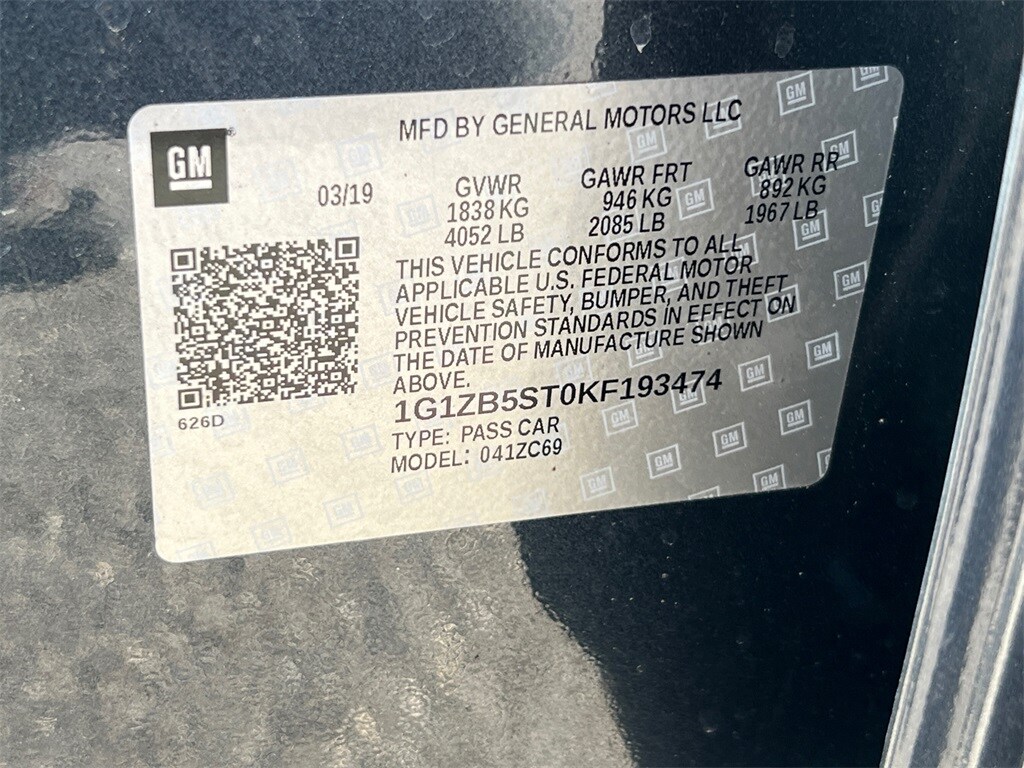 GM
MFD BY GENERAL MOTORS LLC
03/19
GVWR
1838 KG
4052 LB
GAWR FRT
946 KG
2085 LB
GAWR RR
892 KG
1967 LB
THIS VEHICLE CONFORMS TO ALL
APPLICABLE U.S. FEDERAL MOTOR
VEHICLE SAFETY, BUMPER, AND THEFT
PREVENTION STANDARDS IN EFFECT ON
THE DATE OF MANUFACTURE SHOWN
ABOVE.
1G1ZB5ST0KF193474
TYPE: PASS CAR
MODEL: 041ZC69
626D